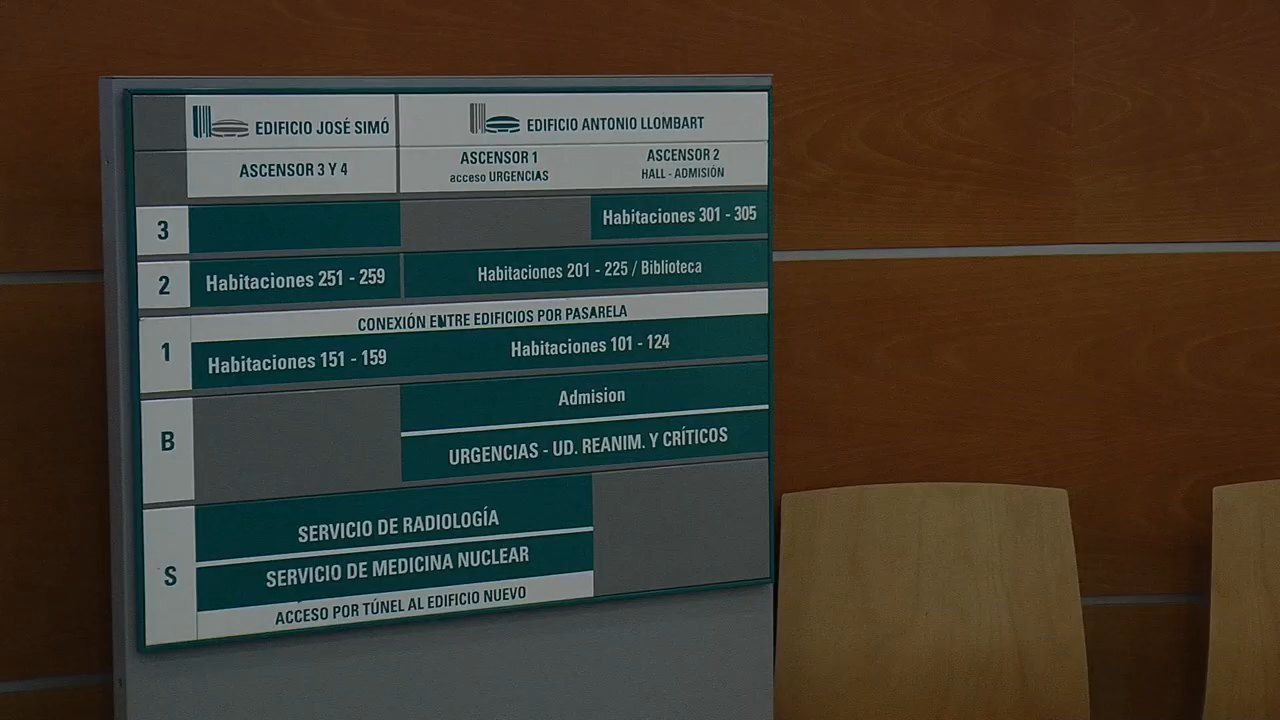 EDIFICIO JOSÉ SIMÓ
EDIFICIO ANTONIO LLOMBART
ASCENSOR 3 Y 4
ASCENSOR 1
acceso URGENCIAS
ASCENSOR 2
HALL - ADMISIÓN
3
Habitaciones 301 - 305
2
Habitaciones 251 - 259
Habitaciones 201 - 225 / Biblioteca
1
CONEXIÓN ENTRE EDIFICIOS POR PASARELA
Habitaciones 151 - 159
Habitaciones 101 - 124
B
Admision
URGENCIAS - UD. REANIM. Y CRÍTICOS
S
SERVICIO DE RADIOLOGÍA
SERVICIO DE MEDICINA NUCLEAR
ACCESO POR TÚNEL AL EDIFICIO NUEVO